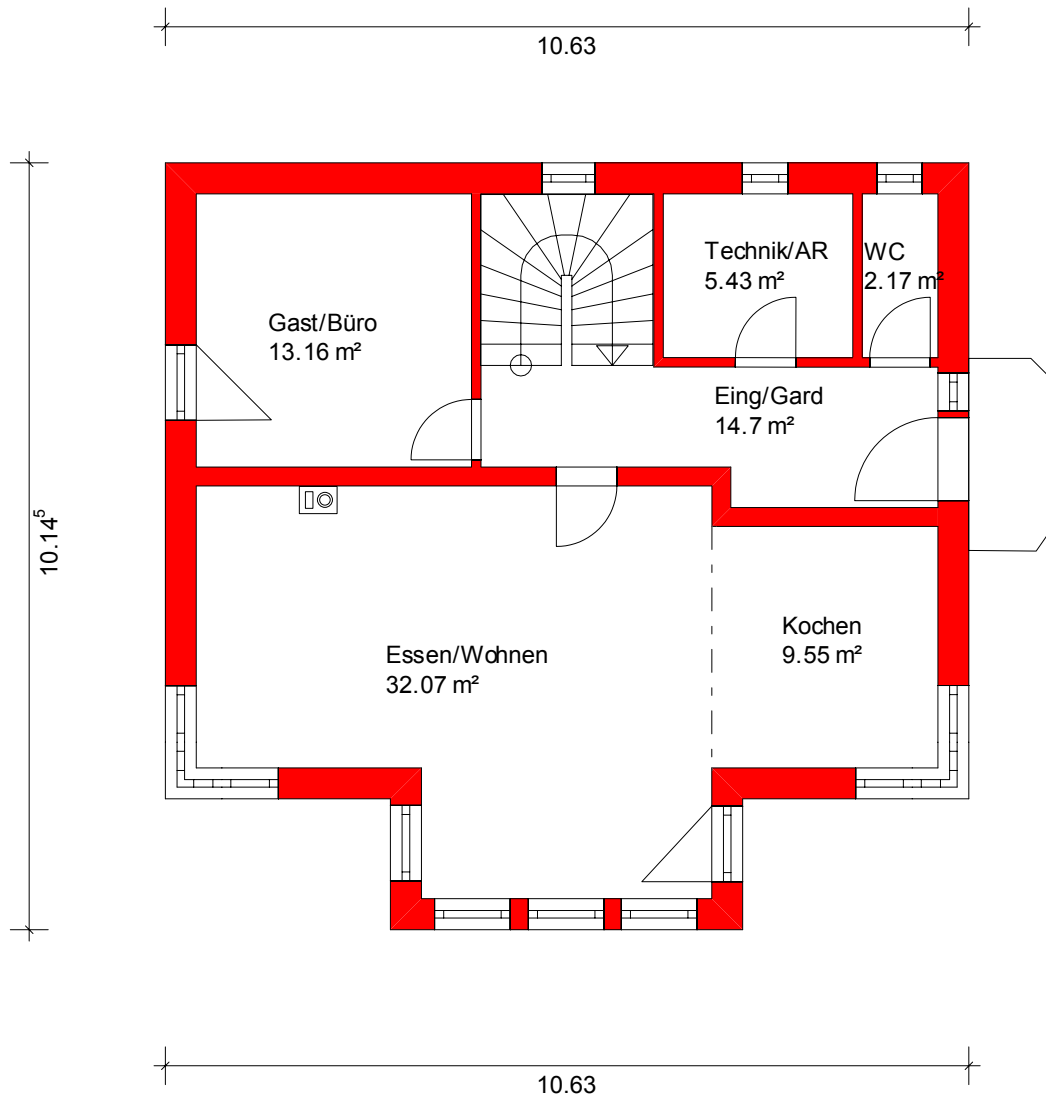 10.63
Technik/AR
5.43 m²
WC
2.17 m²
Gast/Büro
13.16 m²
Eing/Gard
14.7 m²
10.14⁵
Kochen
9.55 m²
Essen/Wohnen
32.07 m²
10.63